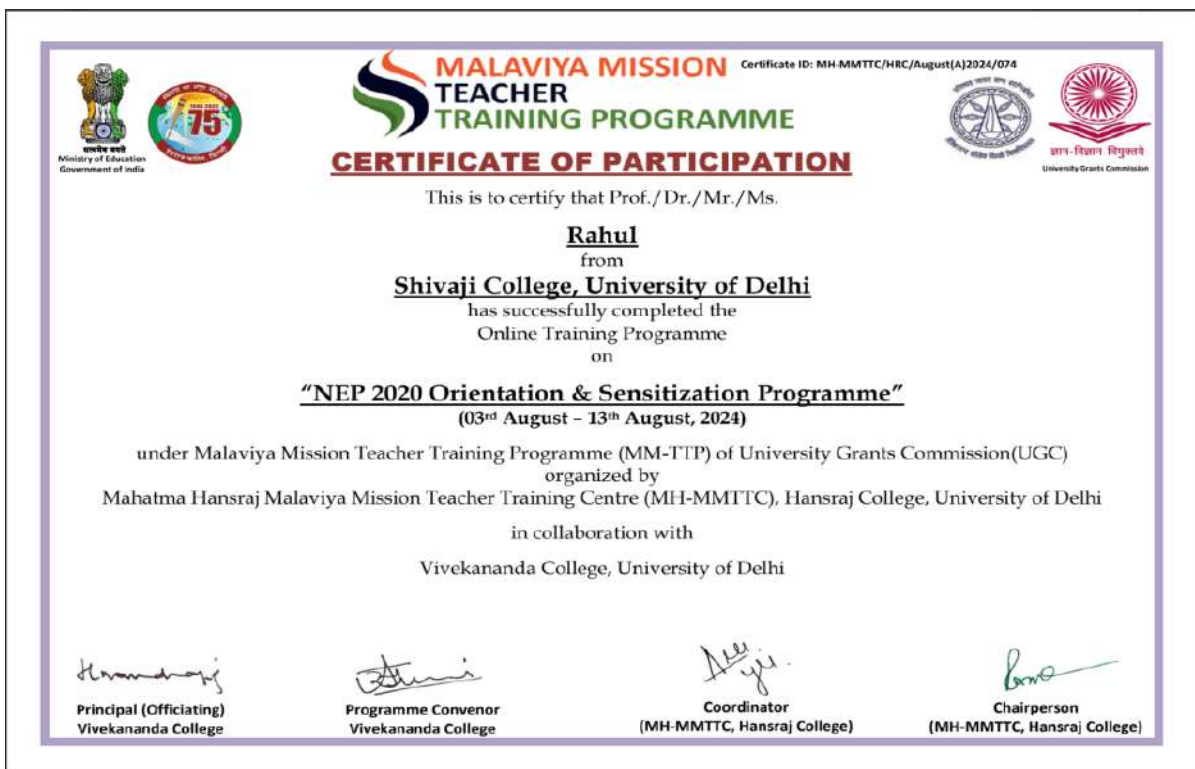 MALAVIYA MISSION
TEACHER
TRAINING PROGRAMME
Certificate ID: MH-MMTTC/HRC/August(A)2024/074
75
सत्यमेव जयते
Ministry of Education
Government of India
ज्ञान-विज्ञान विमुक्तये
University Grants Commission
CERTIFICATE OF PARTICIPATION
This is to certify that Prof./Dr./Mr./Ms.
Rahul
from
Shivaji College, University of Delhi
has successfully completed the
Online Training Programme
on
“NEP 2020 Orientation & Sensitization Programme”
(03rd August – 13th August, 2024)
under Malaviya Mission Teacher Training Programme (MM-TTP) of University Grants Commission(UGC)
organized by
Mahatma Hansraj Malaviya Mission Teacher Training Centre (MH-MMTTC), Hansraj College, University of Delhi
in collaboration with
Vivekananda College, University of Delhi
Principal (Officiating)
Vivekananda College
Programme Convenor
Vivekananda College
Coordinator
(MH-MMTTC, Hansraj College)
Chairperson
(MH-MMTTC, Hansraj College)